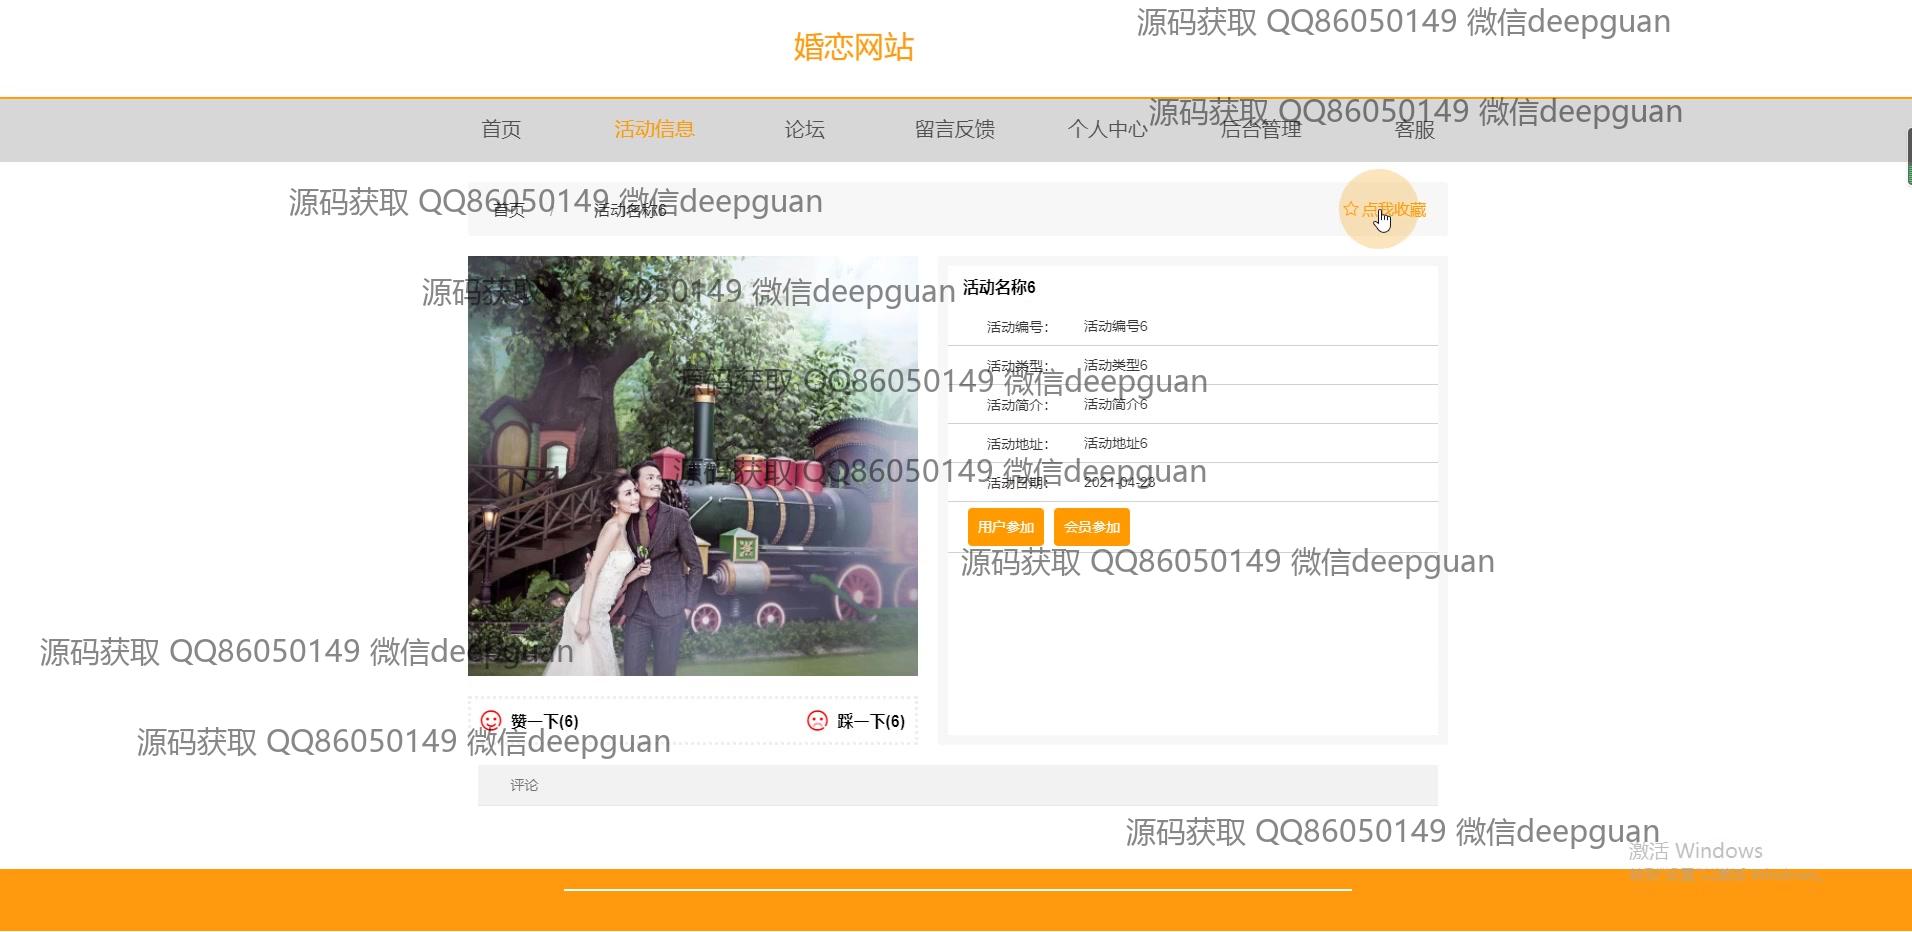 源码获取 QQ86050149 微信deepguan
婚恋网站
源码获取 QQ86050149 微信deepguan
首页 活动信息 论坛 留言反馈 个人中心 后台管理 客服
源码获取 QQ86050149 微信deepguan
首页 / 活动名称6 点我收藏
源码获取 QQ86050149 微信deepguan
活动名称6
活动编号： 活动编号6
活动类型： 活动类型6
源码获取 QQ86050149 微信deepguan
活动简介： 活动简介6
活动地址： 活动地址6
源码获取 QQ86050149 微信deepguan
活动日期： 2021-04-23
用户参加 会员参加
源码获取 QQ86050149 微信deepguan
源码获取 QQ86050149 微信deepguan
赞一下(6) 踩一下(6)
源码获取 QQ86050149 微信deepguan
评论
源码获取 QQ86050149 微信deepguan
激活 Windows